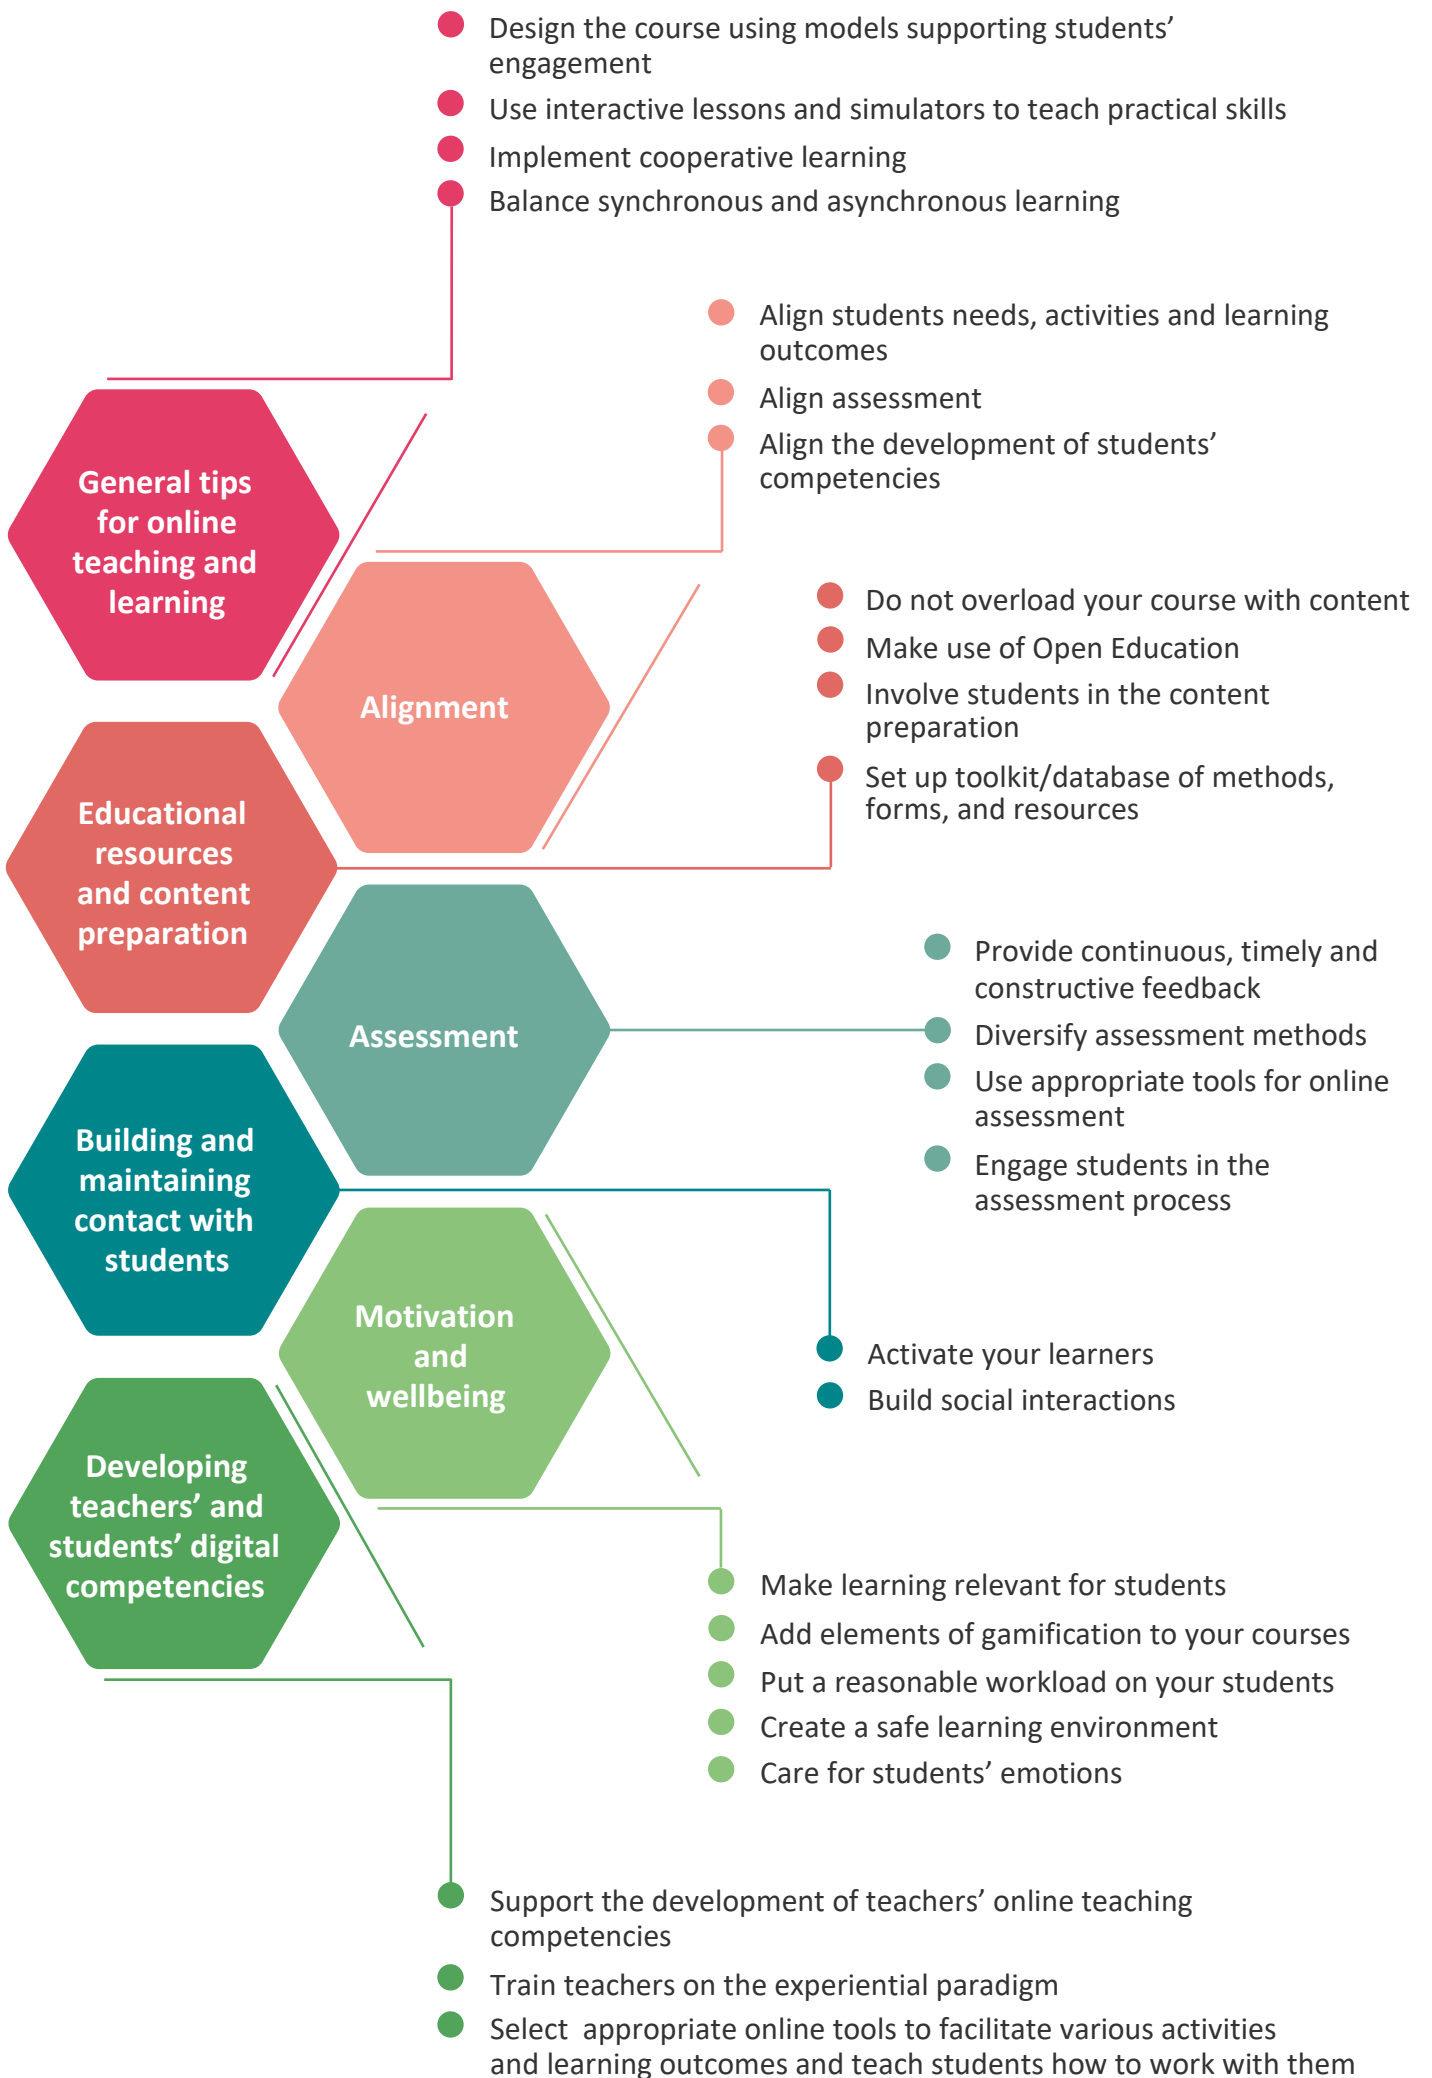 Design the course using models supporting students’
engagement
Use interactive lessons and simulators to teach practical skills
Implement cooperative learning
Balance synchronous and asynchronous learning
General tips
for online
teaching and
learning
Align students needs, activities and learning
outcomes
Align assessment
Align the development of students’
competencies
Alignment
Do not overload your course with content
Make use of Open Education
Involve students in the content
preparation
Set up toolkit/database of methods,
forms, and resources
Educational
resources
and content
preparation
Provide continuous, timely and
constructive feedback
Diversify assessment methods
Use appropriate tools for online
assessment
Engage students in the
assessment process
Assessment
Building and
maintaining
contact with
students
Activate your learners
Build social interactions
Motivation
and
wellbeing
Make learning relevant for students
Add elements of gamification to your courses
Put a reasonable workload on your students
Create a safe learning environment
Care for students’ emotions
Developing
teachers’ and
students’ digital
competencies
Support the development of teachers’ online teaching
competencies
Train teachers on the experiential paradigm
Select  appropriate online tools to facilitate various activities
and learning outcomes and teach students how to work with them